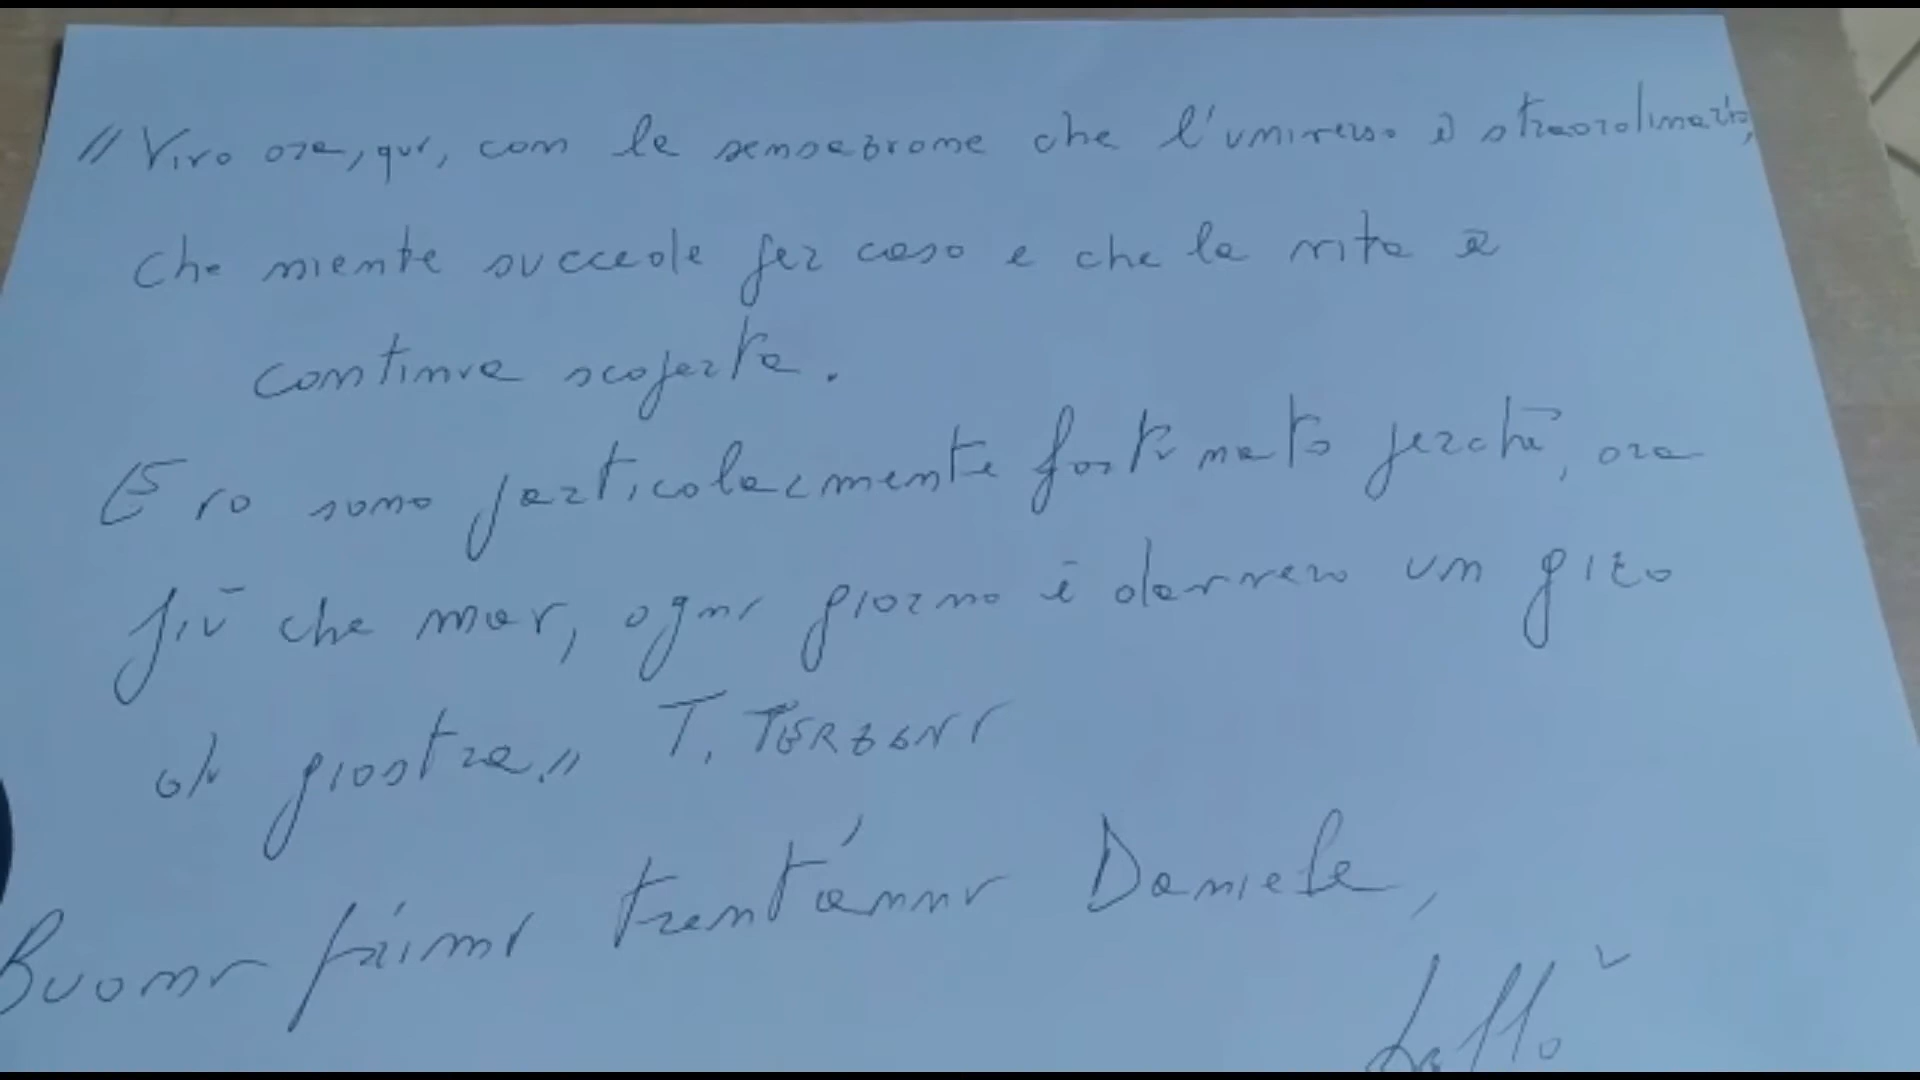 "Vivo ora, qui, con la sensazione che l'universo è straordinario,
che niente succede per caso e che la vita è
continua scoperta.
E io sono particolarmente fortunato perché, ora
più che mai, ogni giorno è davvero un giro
di giostra." T. TERZANI
Buoni primi trent'anni Daniele,